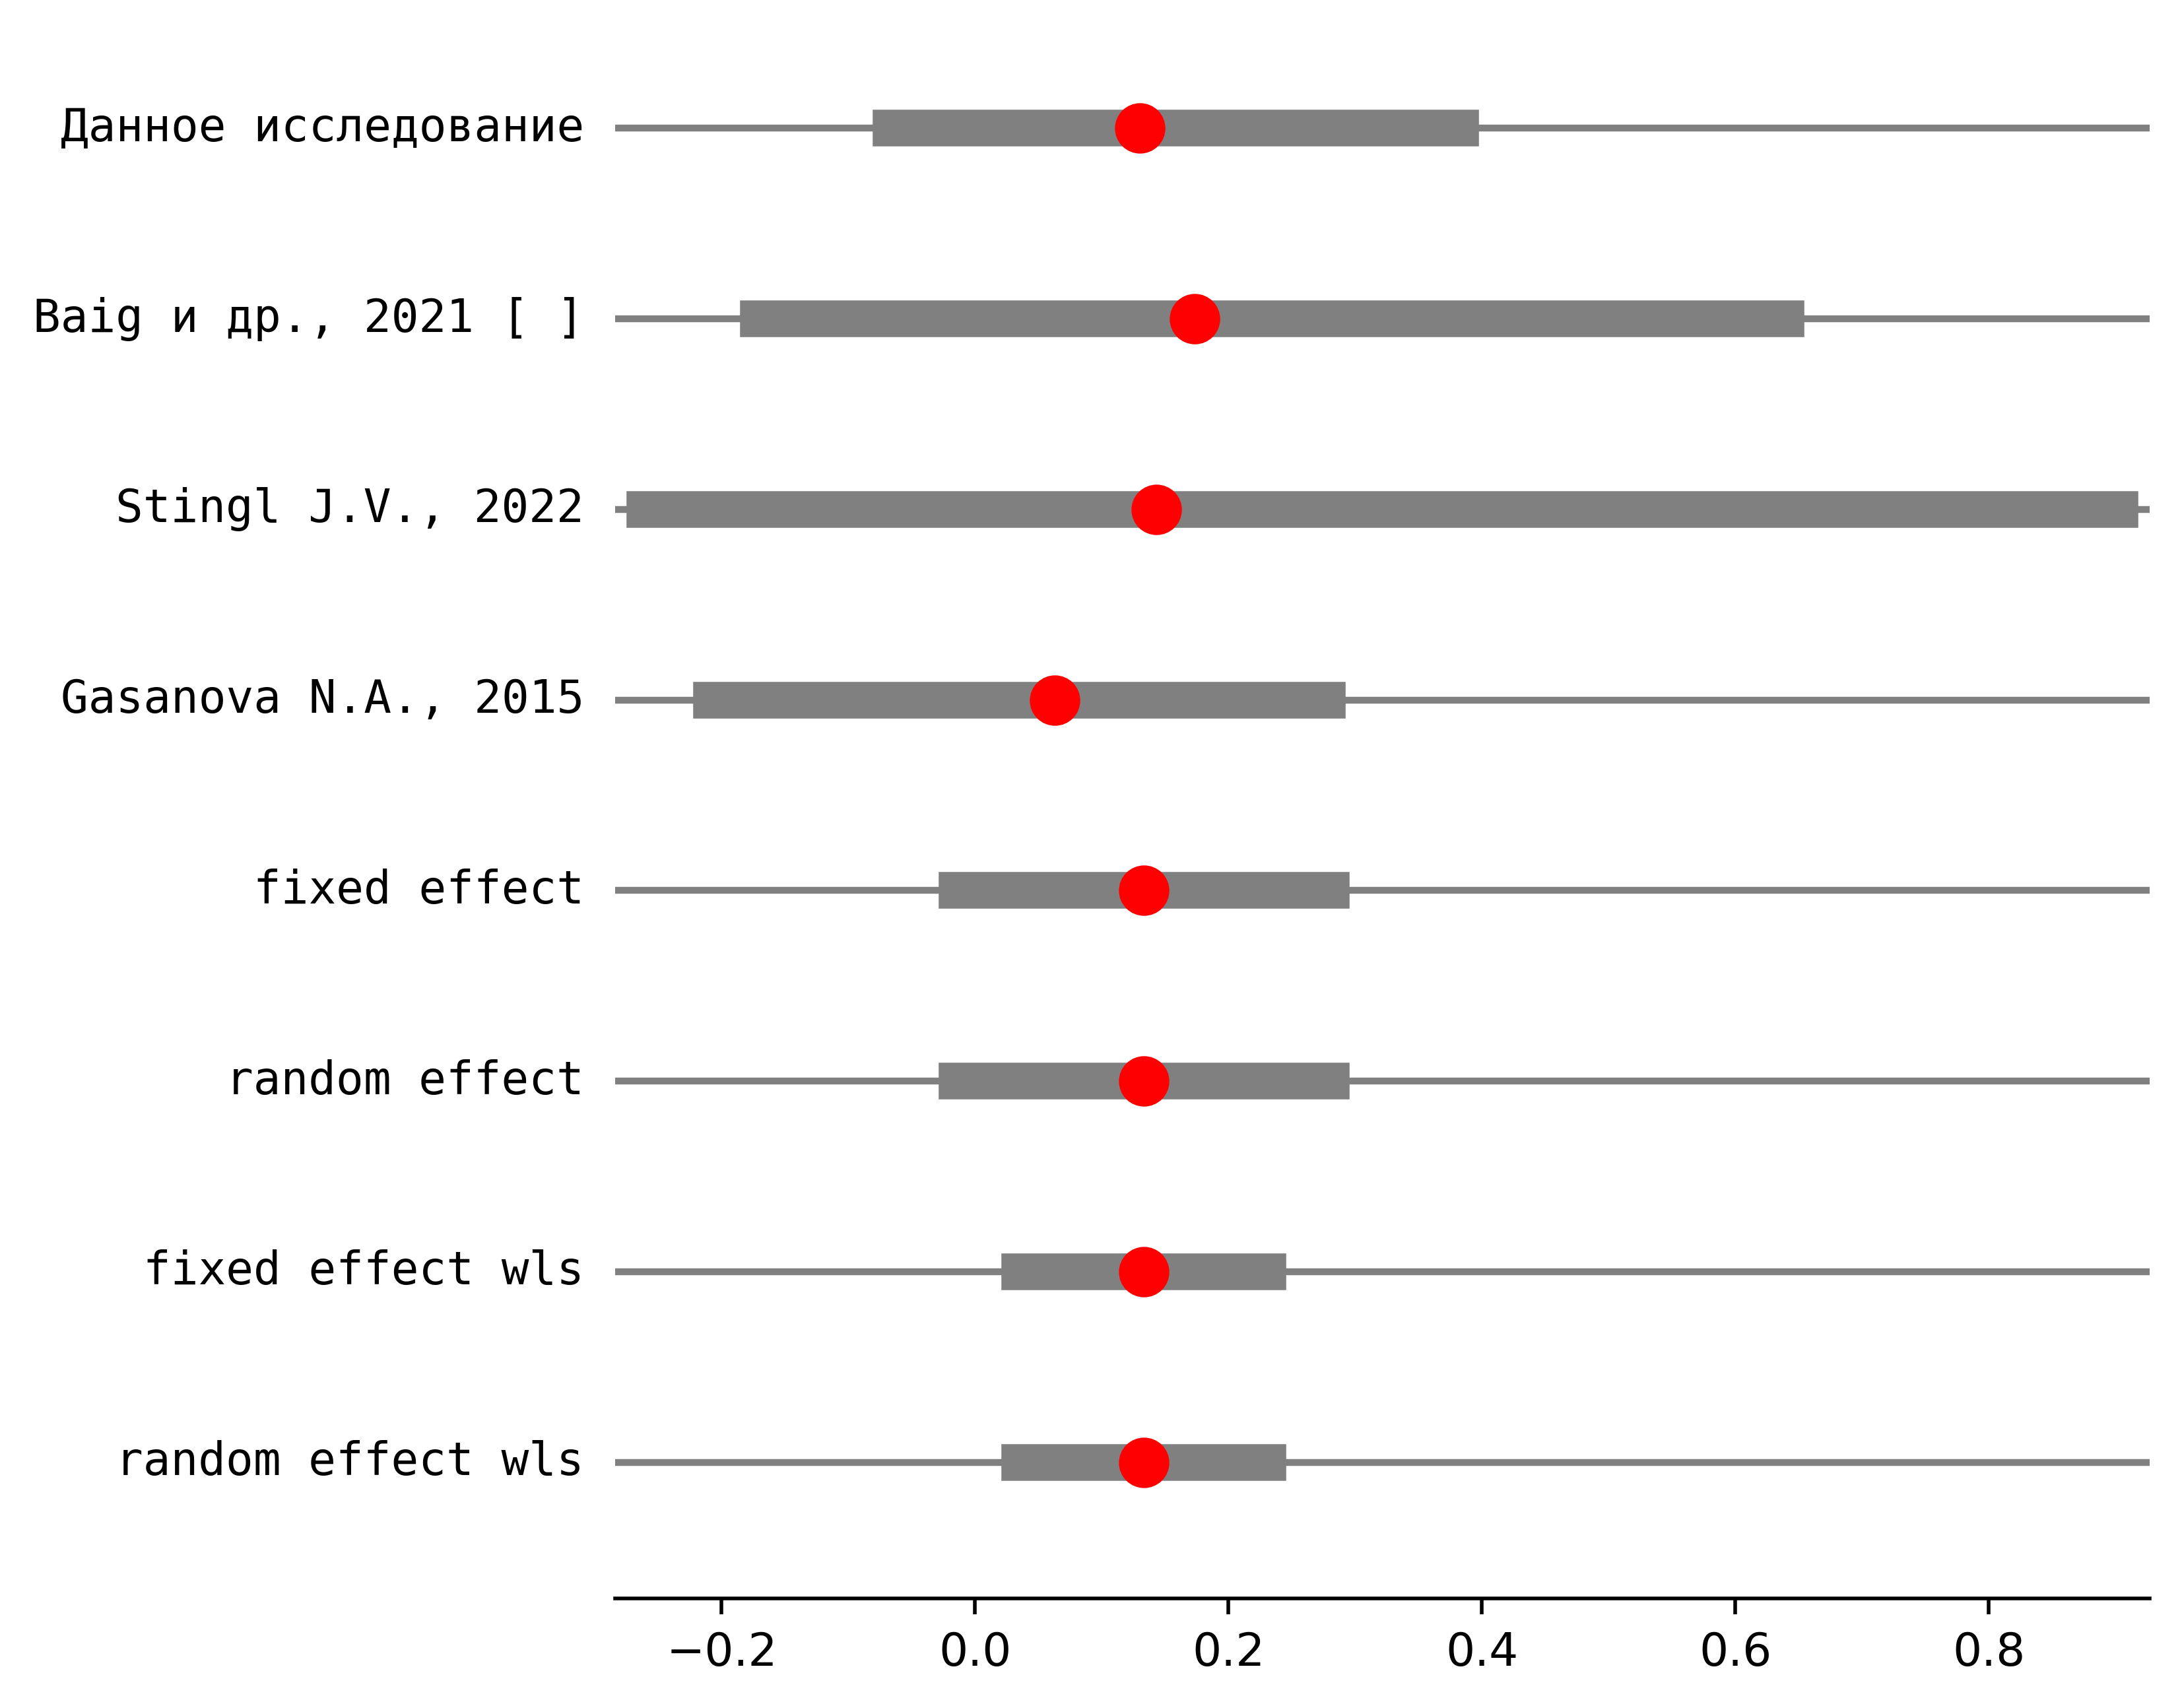 Данное исследование
Baig и др., 2021 [ ]
Stingl J.V., 2022
Gasanova N.A., 2015
fixed effect
random effect
fixed effect wls
random effect wls
−0.2 0.0 0.2 0.4 0.6 0.8